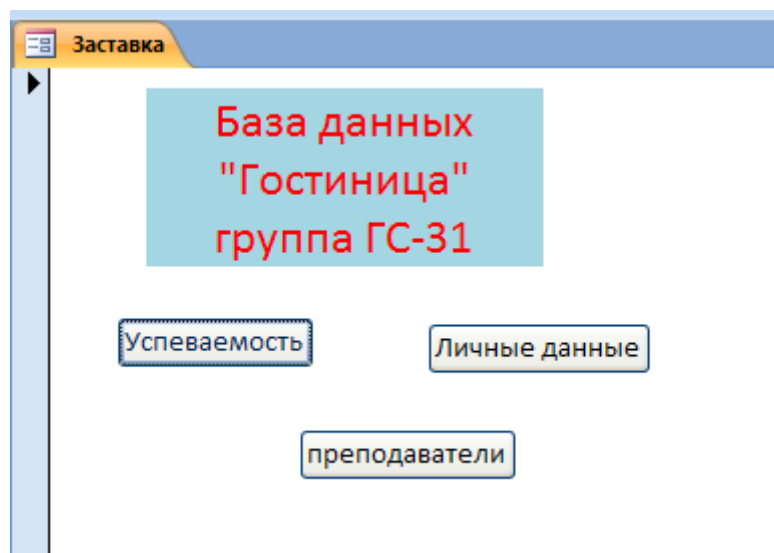 Заставка
База данных
"Гостиница"
группа ГС-31
Успеваемость
Личные данные
преподаватели